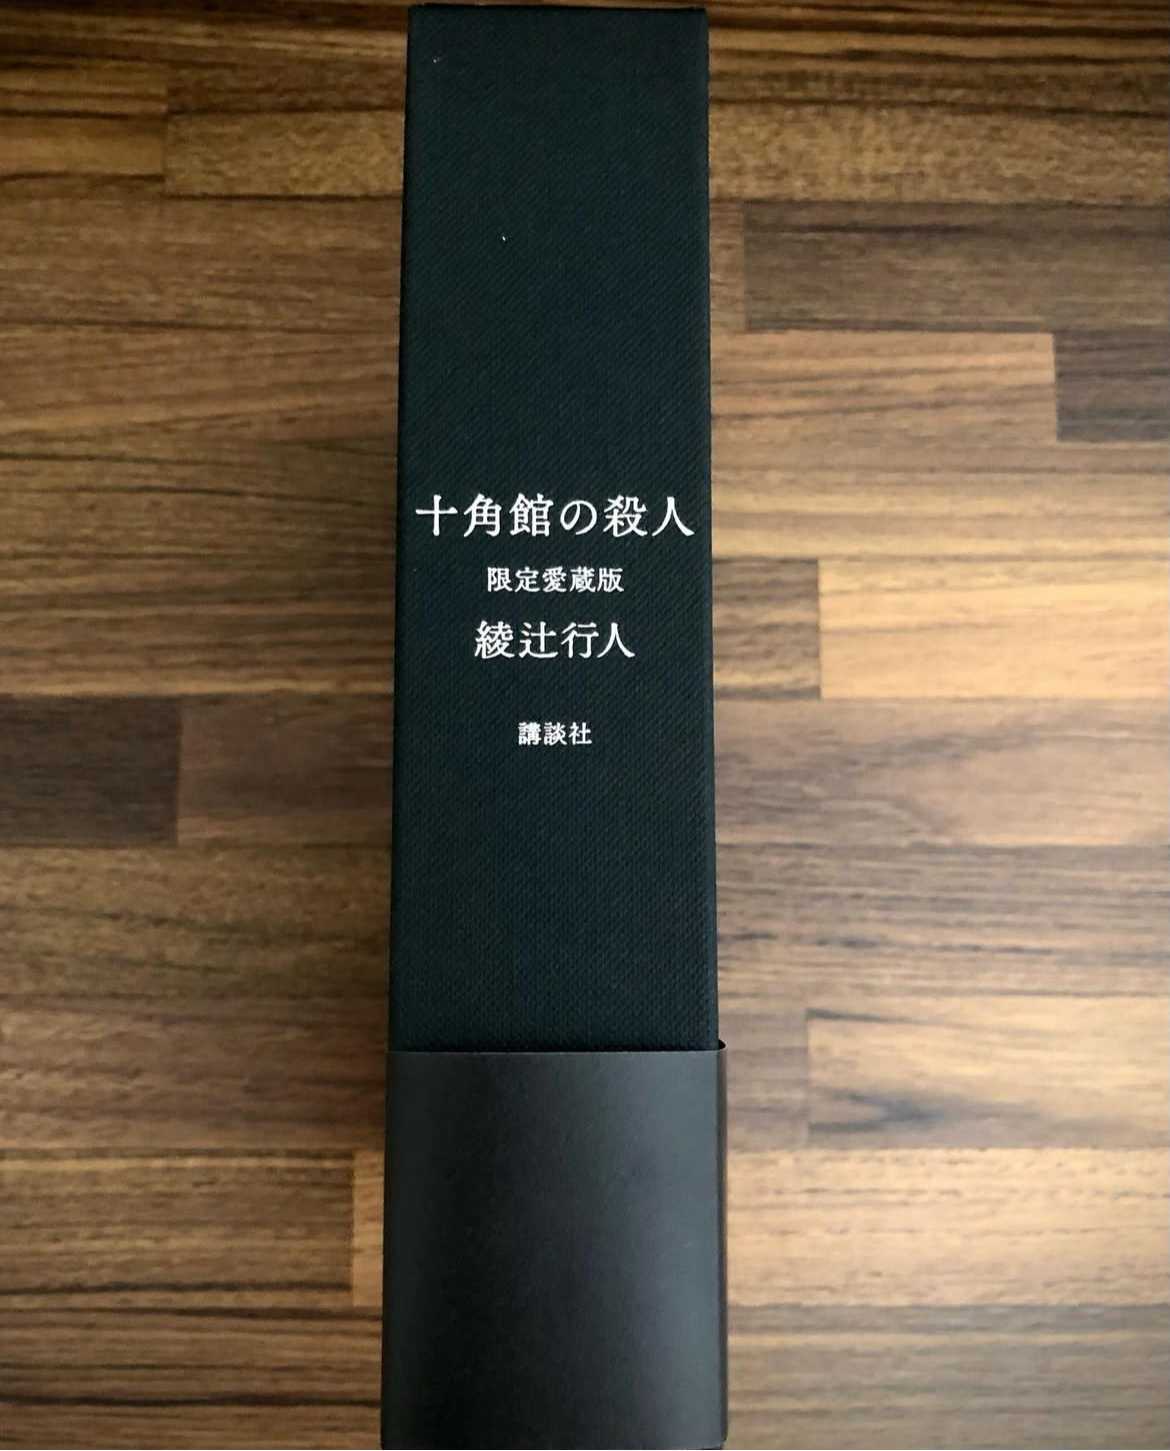 十角館の殺人
限定愛蔵版
綾辻行人
講談社